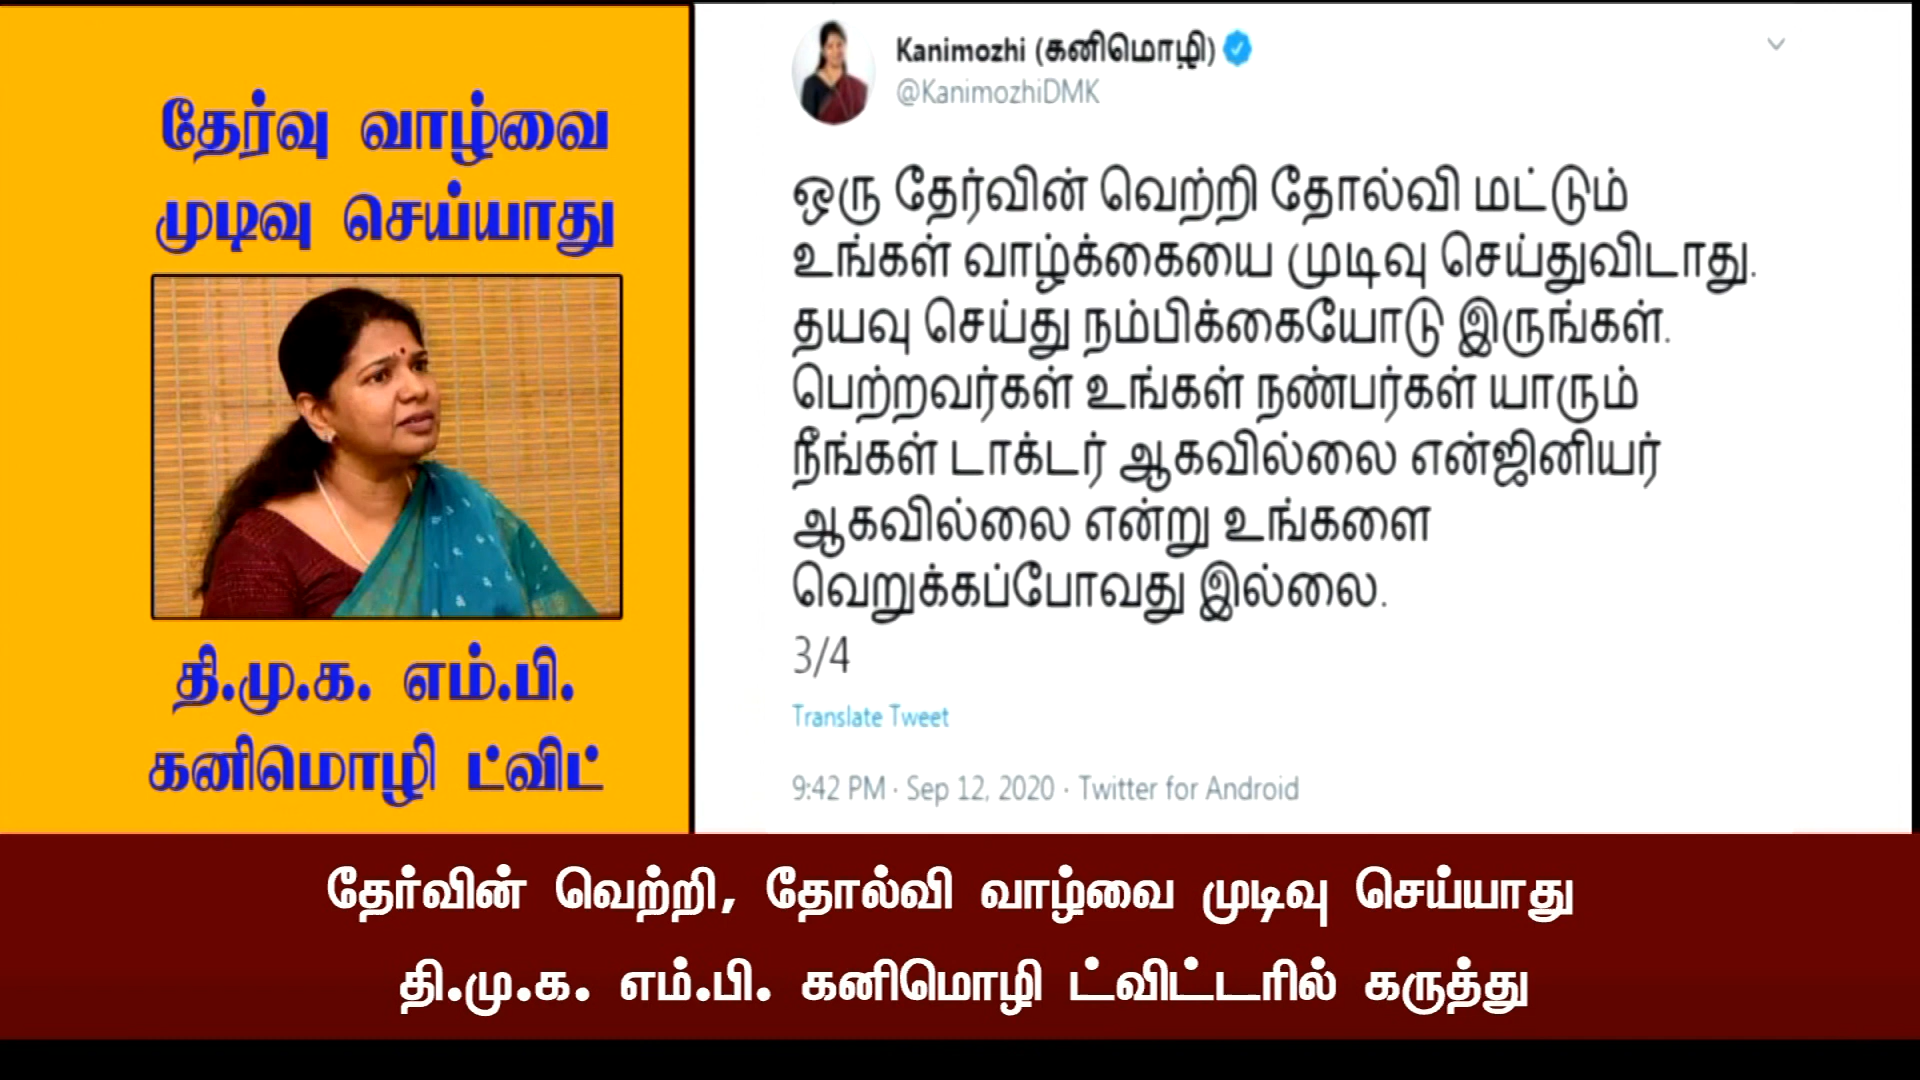 தேர்வு வாழ்வை
முடிவு செய்யாது
தி.மு.க. எம்.பி.
கனிமொழி ட்விட்
Kanimozhi (கனிமொழி)
@KanimozhiDMK
ஒரு தேர்வின் வெற்றி தோல்வி மட்டும்
உங்கள் வாழ்க்கையை முடிவு செய்துவிடாது.
தயவு செய்து நம்பிக்கையோடு இருங்கள்.
பெற்றவர்கள் உங்கள் நண்பர்கள் யாரும்
நீங்கள் டாக்டர் ஆகவில்லை என்ஜினியர்
ஆகவில்லை என்று உங்களை
வெறுக்கப்போவது இல்லை.
3/4
Translate Tweet
9:42 PM · Sep 12, 2020 · Twitter for Android
தேர்வின் வெற்றி, தோல்வி வாழ்வை முடிவு செய்யாது
தி.மு.க. எம்.பி. கனிமொழி ட்விட்டரில் கருத்து